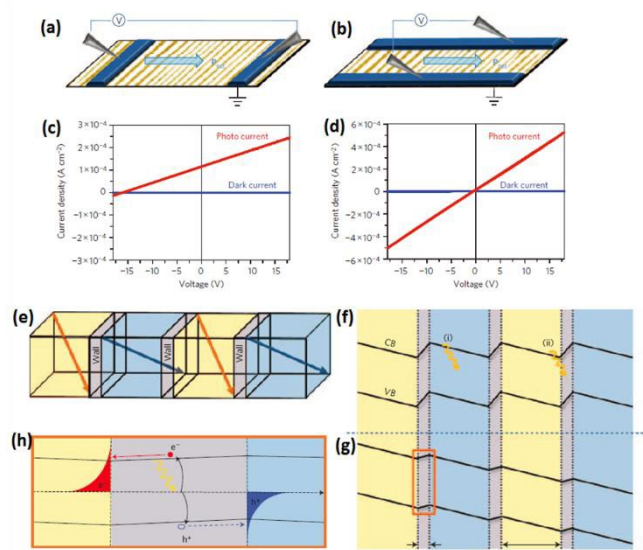 (a)
V
(b)
V
(c)
3×10⁻⁴
2×10⁻⁴
1×10⁻⁴
0
−1×10⁻⁴
−2×10⁻⁴
−3×10⁻⁴
Current density (A cm⁻²)
Photo current
Dark current
−15 −10 −5 0 5 10 15
Voltage (V)
(d)
6×10⁻⁴
4×10⁻⁴
2×10⁻⁴
0
−2×10⁻⁴
−4×10⁻⁴
−6×10⁻⁴
Current density (A cm⁻²)
Photo current
Dark current
−15 −10 −5 0 5 10 15
Voltage (V)
(e)
Wall
Wall
Wall
(f)
CB
(i)
(ii)
VB
(h)
e⁻
h⁺
h⁺
(g)